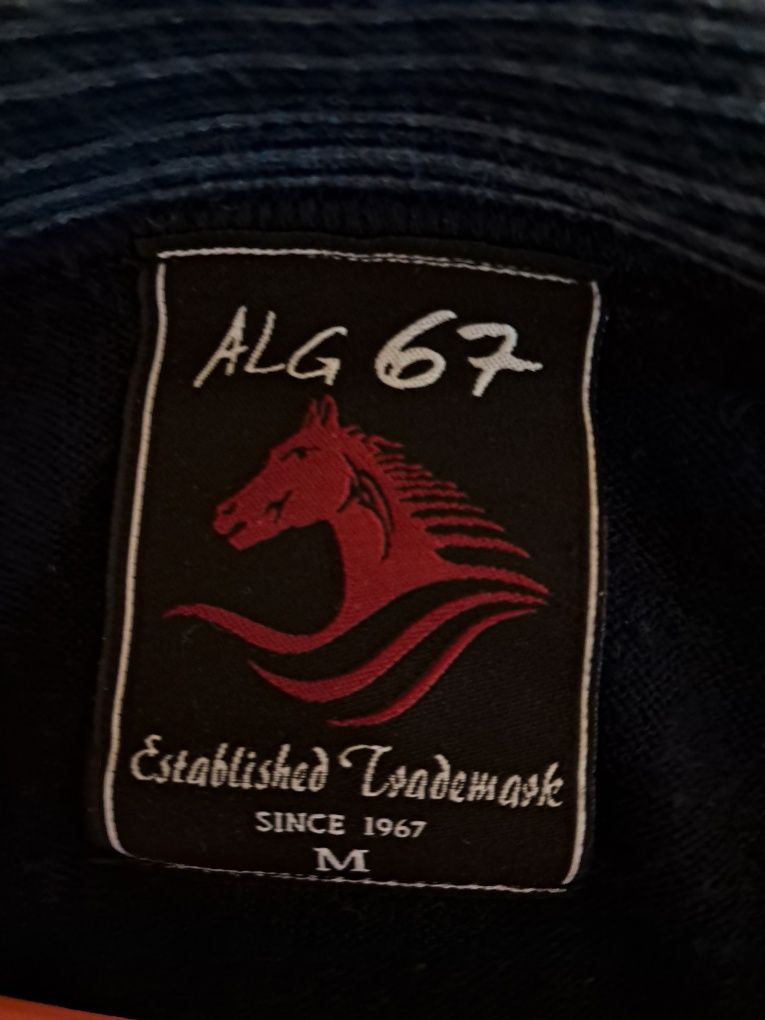 ALG 67
Established Trademark
SINCE 1967
M